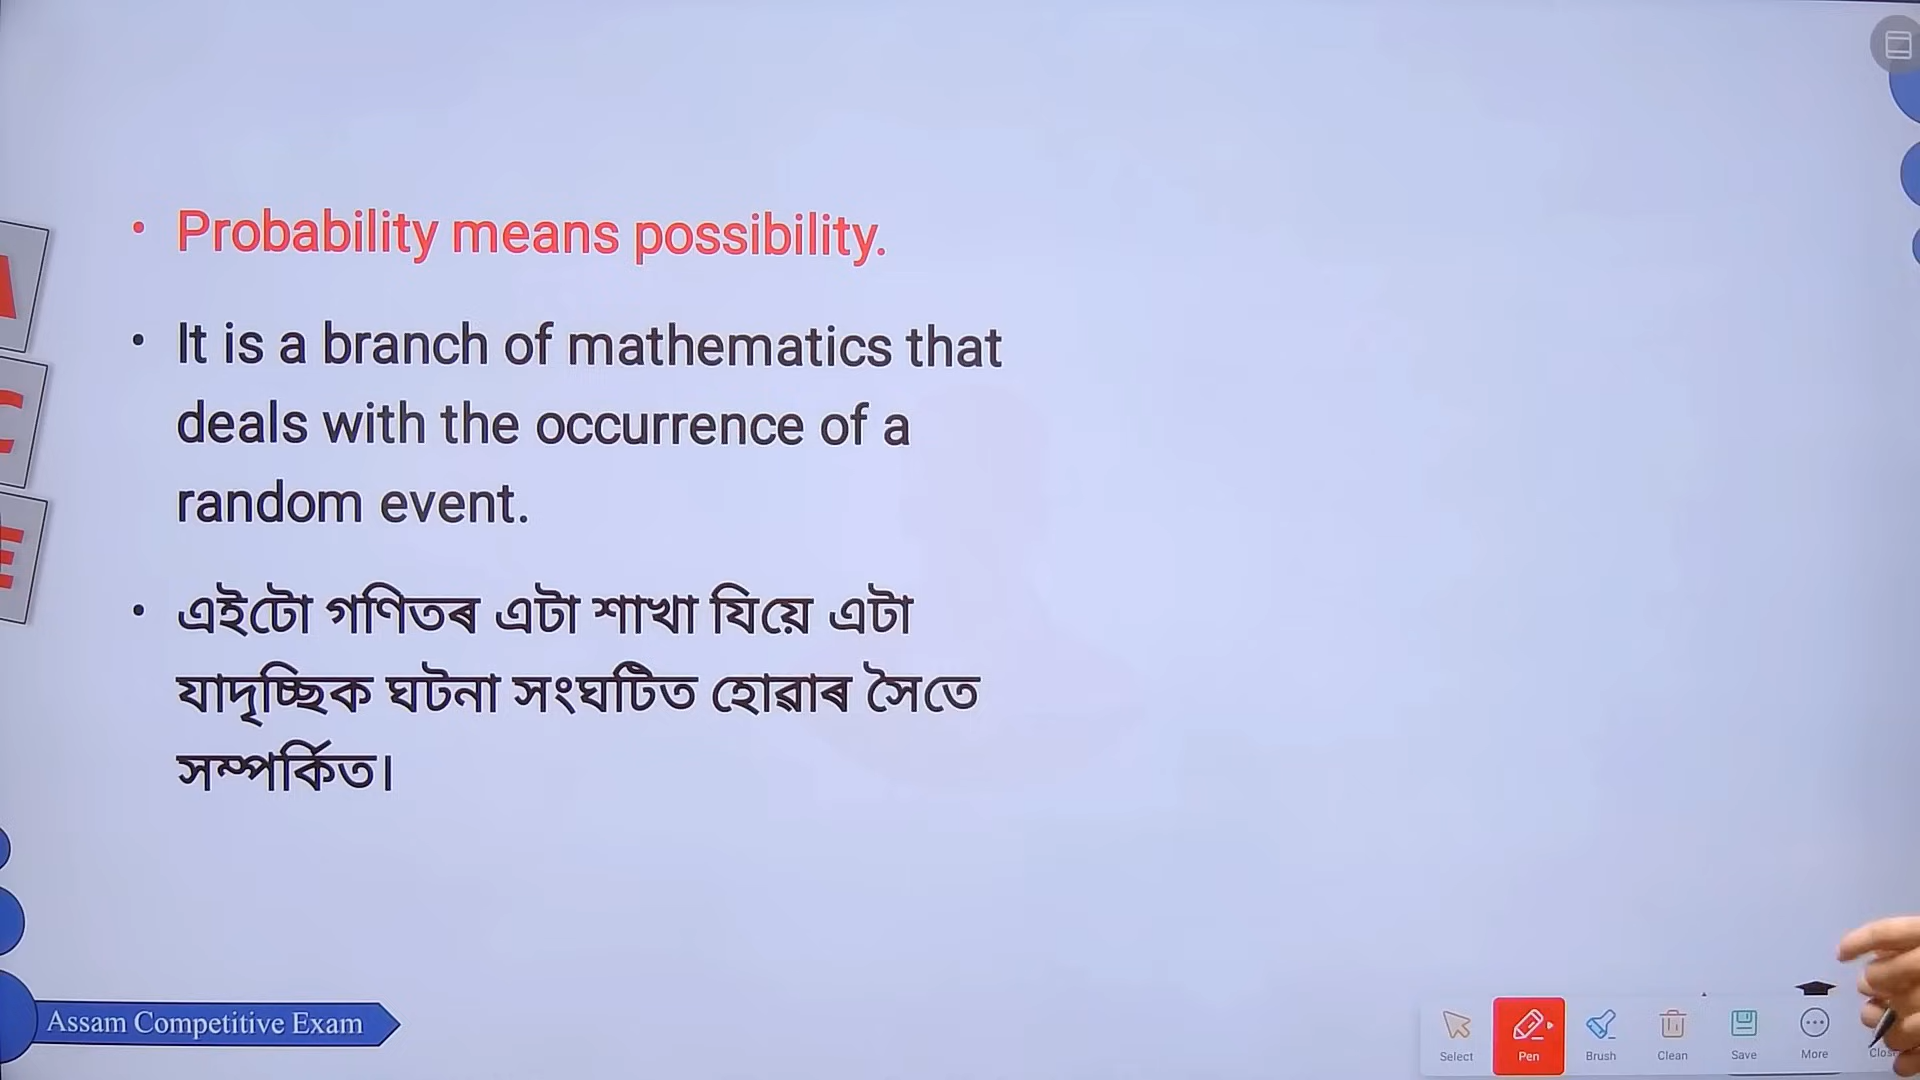 • Probability means possibility.
• It is a branch of mathematics that
deals with the occurrence of a
random event.
• এইটো গণিতৰ এটা শাখা যিয়ে এটা
যাদৃচ্ছিক ঘটনা সংঘটিত হোৱাৰ সৈতে
সম্পৰ্কিত।
A
C
E
Assam Competitive Exam
Select
Pen
Brush
Clean
Save
More